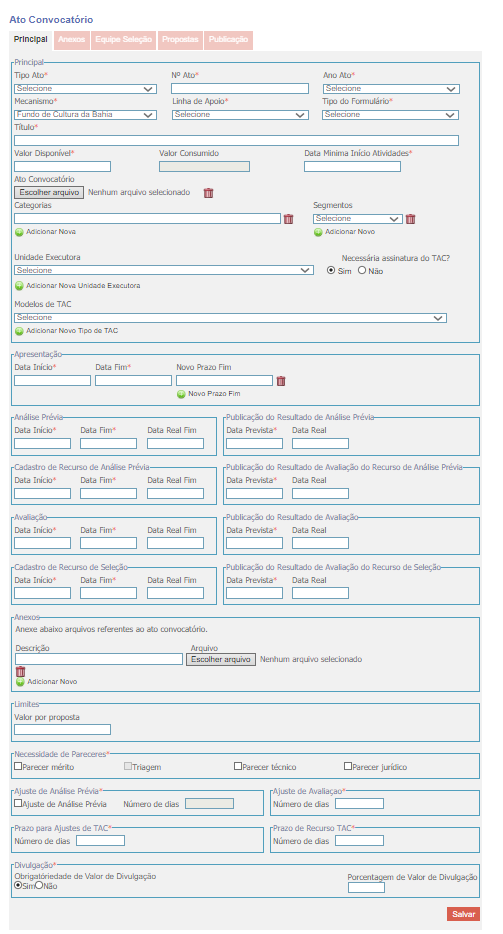 Ato Convocatório
Principal Anexos Equipe Seleção Propostas Publicação
Principal
Tipo Ato* Nº Ato* Ano Ato*
Selecione Selecione
Mecanismo* Linha de Apoio* Tipo do Formulário*
Fundo de Cultura da Bahia Selecione Selecione
Título*
Valor Disponível* Valor Consumido Data Minima Início Atividades*
Ato Convocatório
Escolher arquivo Nenhum arquivo selecionado
Categorias Segmentos
Selecione
Adicionar Nova Adicionar Novo
Unidade Executora Necessária assinatura do TAC?
Selecione Sim Não
Adicionar Nova Unidade Executora
Modelos de TAC
Selecione
Adicionar Novo Tipo de TAC
Apresentação
Data Início* Data Fim* Novo Prazo Fim
Novo Prazo Fim
Análise Prévia Publicação do Resultado de Análise Prévia
Data Início* Data Fim* Data Real Fim Data Prevista* Data Real
Cadastro de Recurso de Análise Prévia Publicação do Resultado de Avaliação do Recurso de Análise Prévia
Data Início* Data Fim* Data Real Fim Data Prevista* Data Real
Avaliação Publicação do Resultado de Avaliação
Data Início* Data Fim* Data Real Fim Data Prevista* Data Real
Cadastro de Recurso de Seleção Publicação do Resultado de Avaliação do Recurso de Seleção
Data Início* Data Fim* Data Real Fim Data Prevista* Data Real
Anexos
Anexe abaixo arquivos referentes ao ato convocatório.
Descrição Arquivo
Escolher arquivo Nenhum arquivo selecionado
Adicionar Novo
Limites
Valor por proposta
Necessidade de Pareceres*
Parecer mérito Triagem Parecer técnico Parecer jurídico
Ajuste de Análise Prévia* Ajuste de Avaliaçao*
Ajuste de Análise Prévia Número de dias Número de dias
Prazo para Ajustes de TAC* Prazo de Recurso TAC*
Número de dias Número de dias
Divulgação*
Obrigatóriedade de Valor de Divulgação Porcentagem de Valor de Divulgação
Sim Não
Salvar